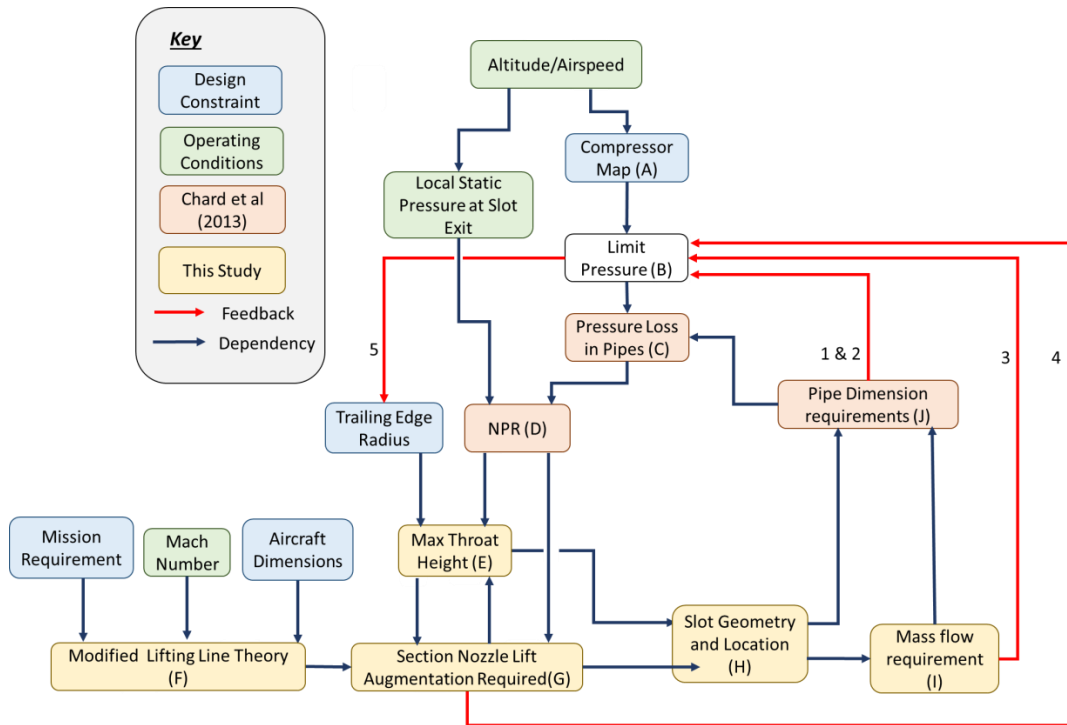 Key
Design
Constraint
Operating
Conditions
Chard et al
(2013)
This Study
Feedback
Dependency
Altitude/Airspeed
Compressor
Map (A)
Local Static
Pressure at Slot
Exit
Limit
Pressure (B)
Pressure Loss
in Pipes (C)
5
1 & 2
3
4
Trailing Edge
Radius
NPR (D)
Pipe Dimension
requirements (J)
Mission
Requirement
Mach
Number
Aircraft
Dimensions
Max Throat
Height (E)
Modified Lifting Line Theory
(F)
Section Nozzle Lift
Augmentation Required(G)
Slot Geometry
and Location
(H)
Mass flow
requirement
(I)